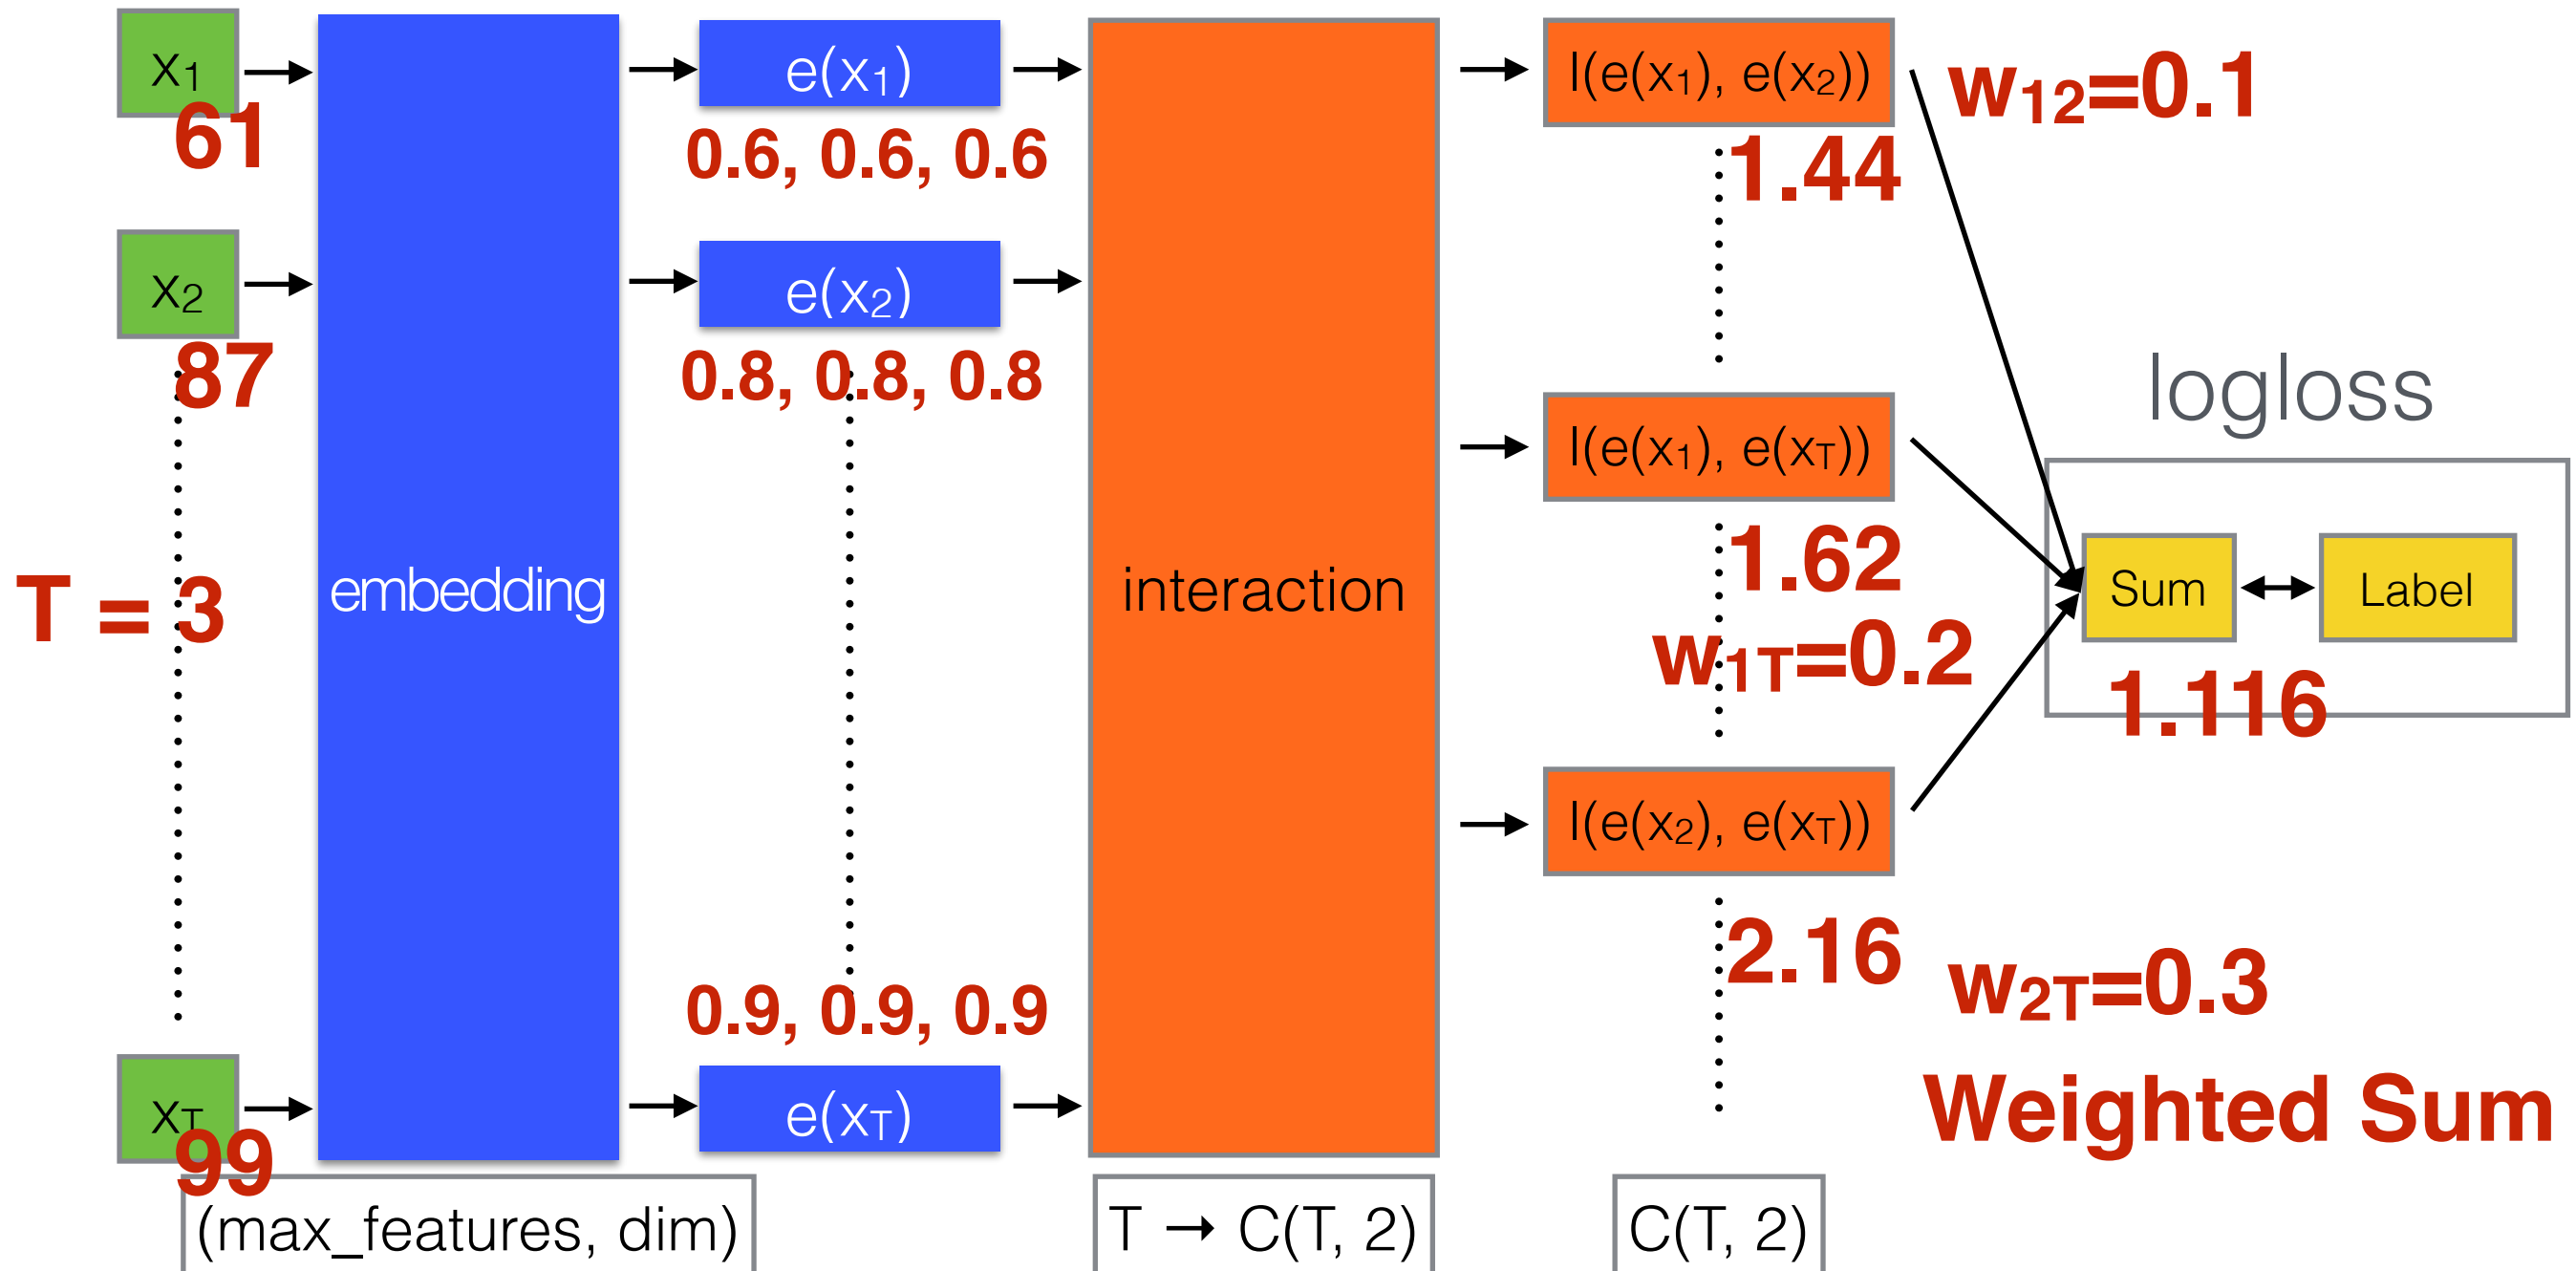 x1
61
x2
87
T = 3
xT
99
embedding
(max_features, dim)
e(x1)
0.6, 0.6, 0.6
e(x2)
0.8, 0.8, 0.8
0.9, 0.9, 0.9
e(xT)
interaction
T → C(T, 2)
I(e(x1), e(x2))
1.44
I(e(x1), e(xT))
1.62
w1T=0.2
I(e(x2), e(xT))
2.16
C(T, 2)
w12=0.1
logloss
Sum
Label
1.116
w2T=0.3
Weighted Sum